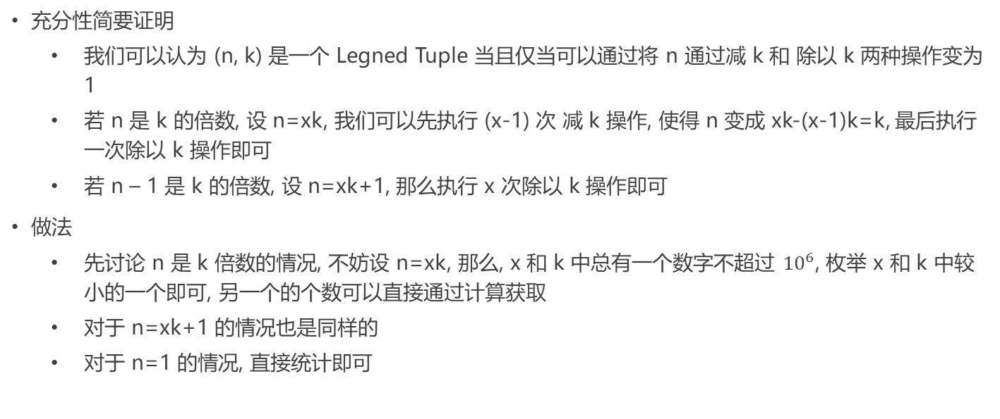 • 充分性简要证明
• 我们可以认为 (n, k) 是一个 Legned Tuple 当且仅当可以通过将 n 通过减 k 和 除以 k 两种操作变为
1
• 若 n 是 k 的倍数, 设 n=xk, 我们可以先执行 (x-1) 次 减 k 操作, 使得 n 变成 xk-(x-1)k=k, 最后执行
一次除以 k 操作即可
• 若 n – 1 是 k 的倍数, 设 n=xk+1, 那么执行 x 次除以 k 操作即可
• 做法
• 先讨论 n 是 k 倍数的情况, 不妨设 n=xk, 那么, x 和 k 中总有一个数字不超过 10⁶, 枚举 x 和 k 中较
小的一个即可, 另一个的个数可以直接通过计算获取
• 对于 n=xk+1 的情况也是同样的
• 对于 n=1 的情况, 直接统计即可